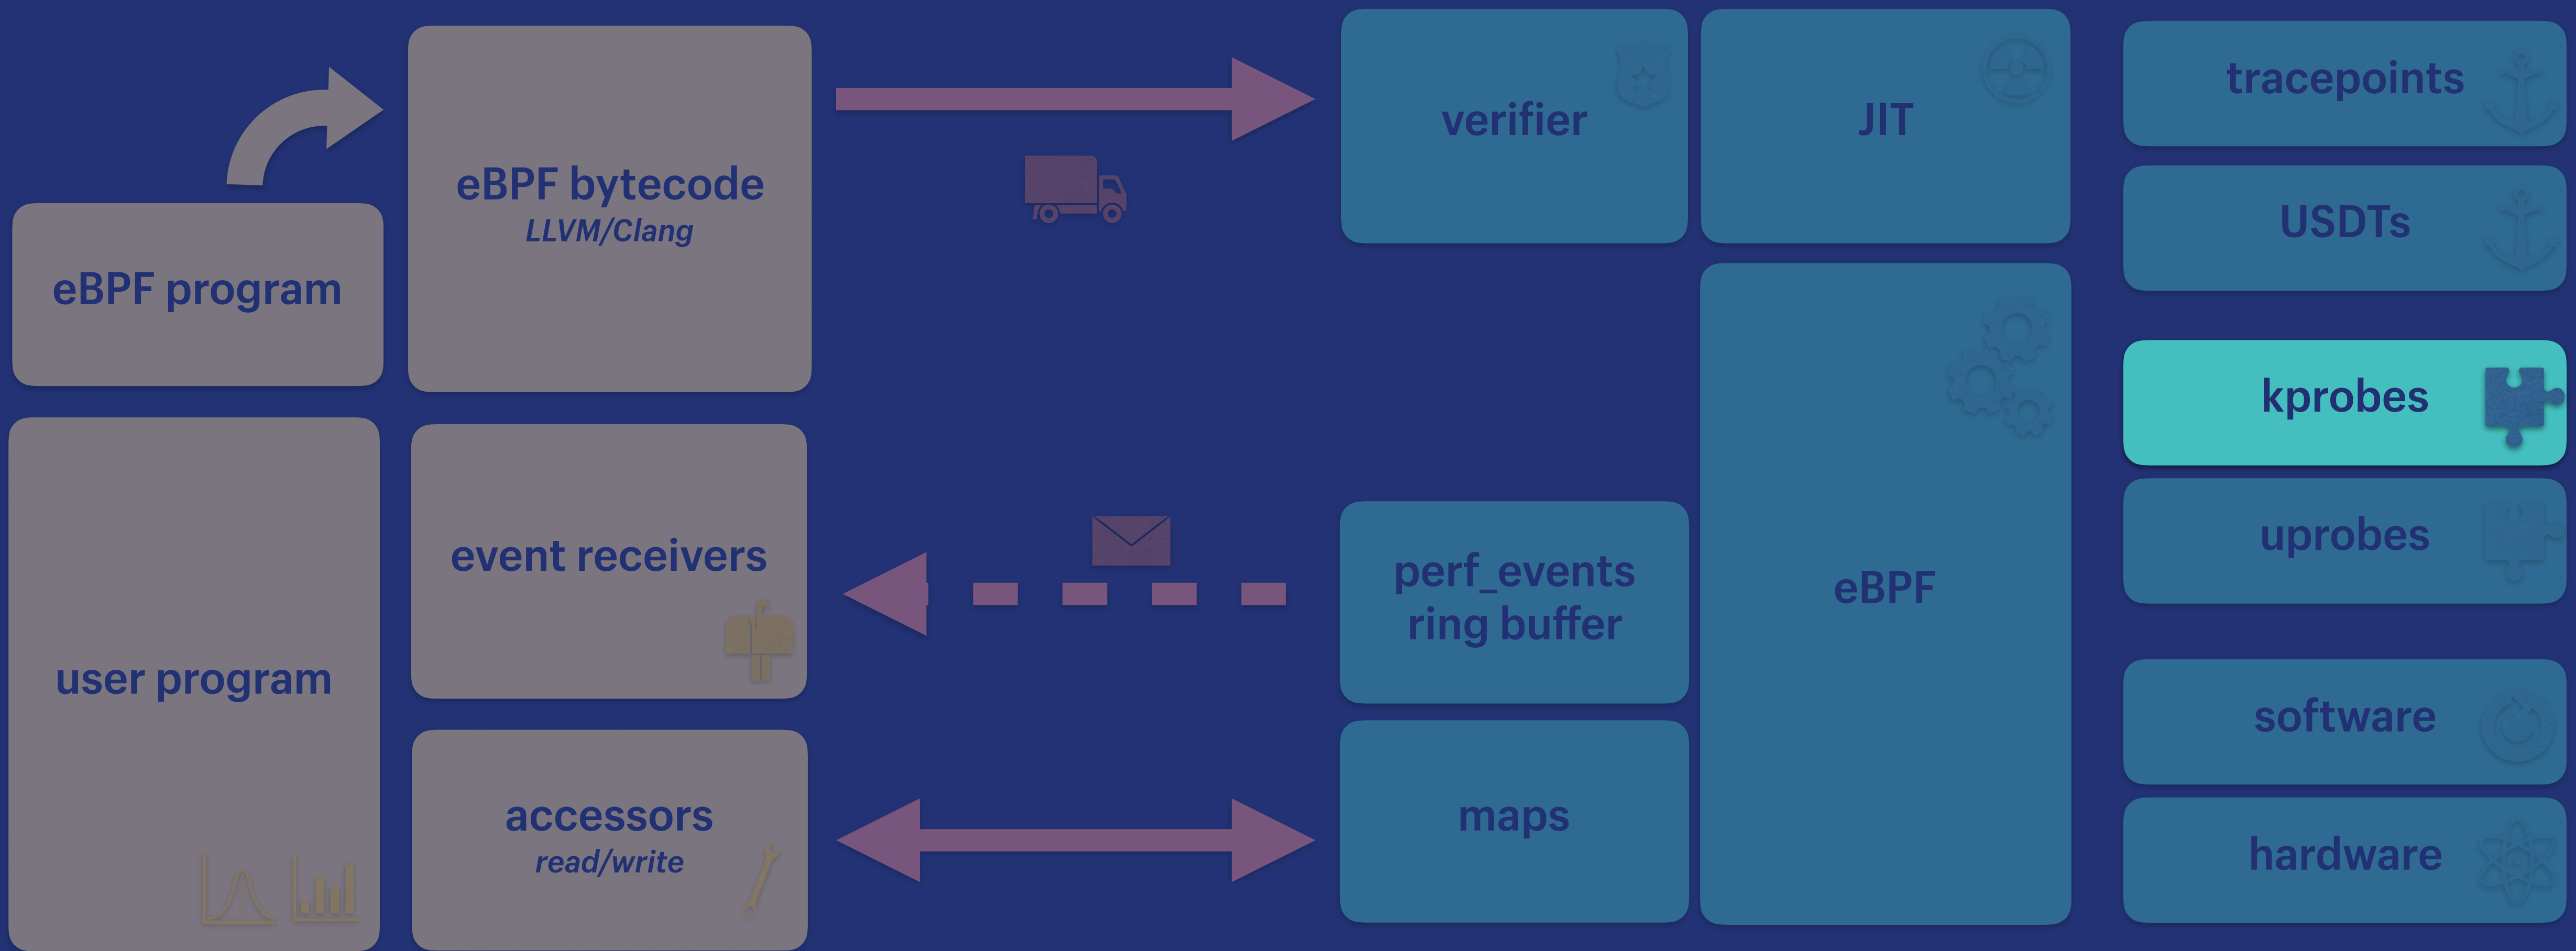 eBPF program
eBPF bytecode
LLVM/Clang
user program
event receivers
accessors
read/write
verifier
JIT
perf_events
ring buffer
maps
eBPF
tracepoints
USDTs
kprobes
uprobes
software
hardware